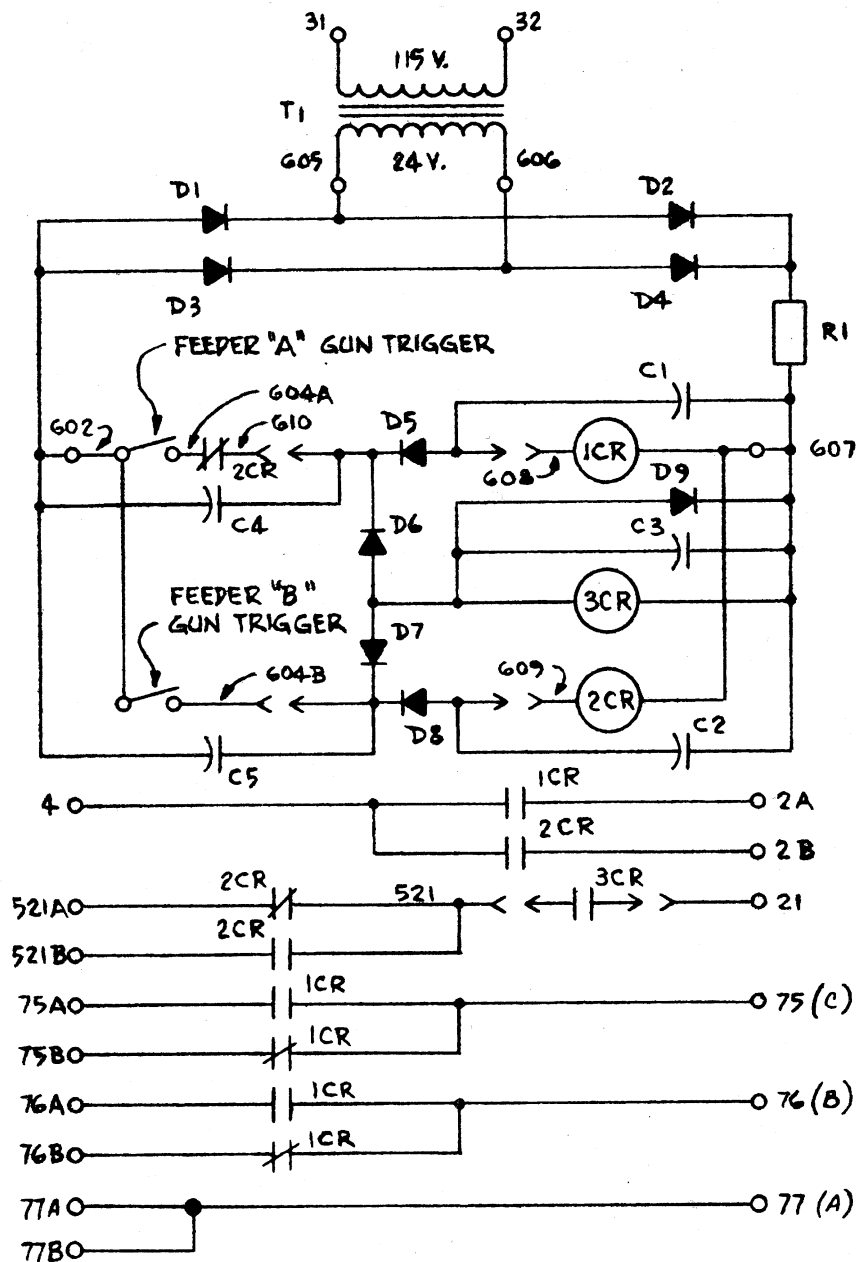 31 32
115 V.
T1
605 24 V. 606
D1 D2
D3 D4
R1
FEEDER "A" GUN TRIGGER
604A
610
602
2CR
C4
D5
C1
1CR
608
607
D9
C3
D6
3CR
FEEDER "B"
GUN TRIGGER
D7
604B
609
2CR
D8
C2
C5
4 1CR 2A
2CR 2B
521A 2CR 521 3CR 21
521B 2CR
75A 1CR 75 (C)
75B 1CR
76A 1CR 76 (B)
76B 1CR
77A 77 (A)
77B